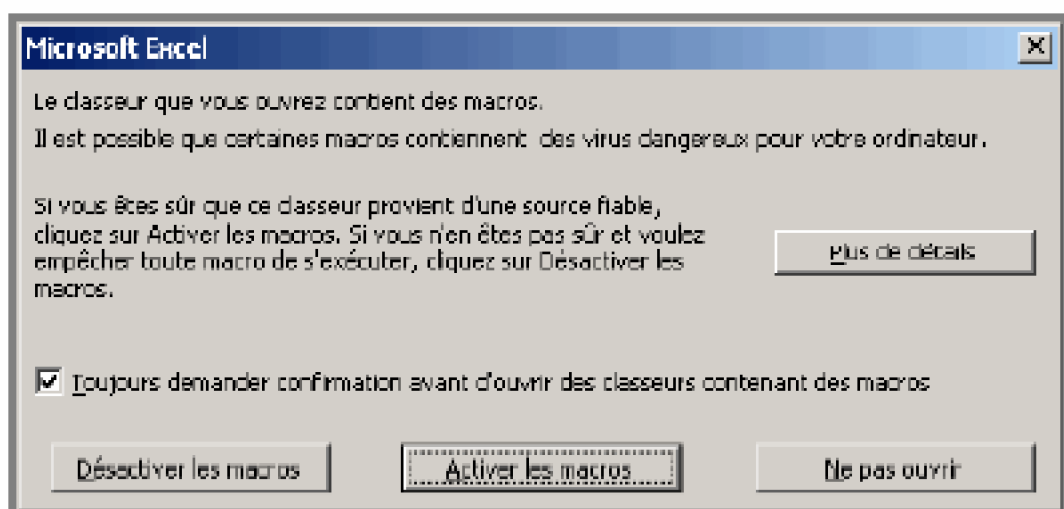 Microsoft Excel
Le classeur que vous ouvrez contient des macros.
Il est possible que certaines macros contiennent des virus dangereux pour votre ordinateur.
Si vous êtes sûr que ce classeur provient d'une source fiable,
cliquez sur Activer les macros. Si vous n'en êtes pas sûr et voulez
empêcher toute macro de s'exécuter, cliquez sur Désactiver les
macros.
Plus de détails
Toujours demander confirmation avant d'ouvrir des classeurs contenant des macros
Désactiver les macros
Activer les macros
Ne pas ouvrir